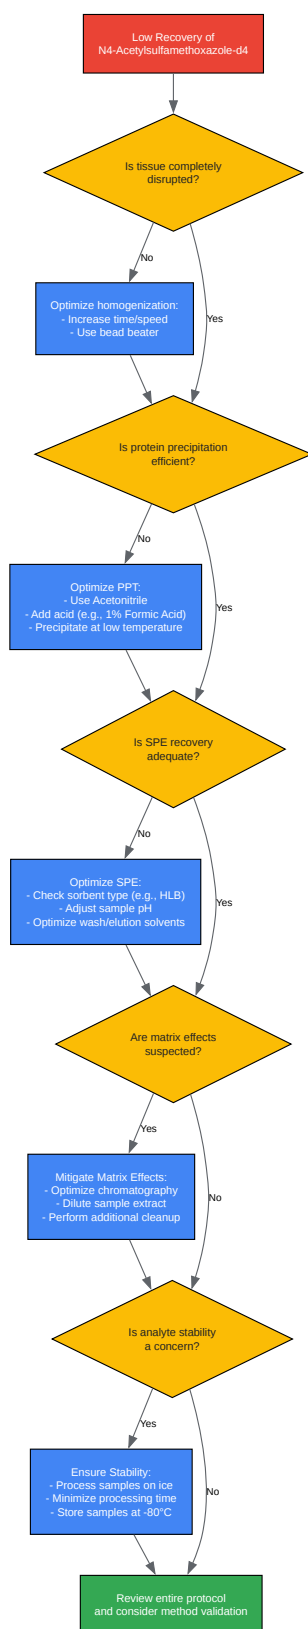 Low Recovery of
N4-Acetylsulfamethoxazole-d4
Is tissue completely
disrupted?
No
Yes
Optimize homogenization:
- Increase time/speed
- Use bead beater
Is protein precipitation
efficient?
No
Yes
Optimize PPT:
- Use Acetonitrile
- Add acid (e.g., 1% Formic Acid)
- Precipitate at low temperature
Is SPE recovery
adequate?
No
Yes
Optimize SPE:
- Check sorbent type (e.g., HLB)
- Adjust sample pH
- Optimize wash/elution solvents
Are matrix effects
suspected?
Yes
No
Mitigate Matrix Effects:
- Optimize chromatography
- Dilute sample extract
- Perform additional cleanup
Is analyte stability
a concern?
Yes
No
Ensure Stability:
- Process samples on ice
- Minimize processing time
- Store samples at -80°C
Review entire protocol
and consider method validation